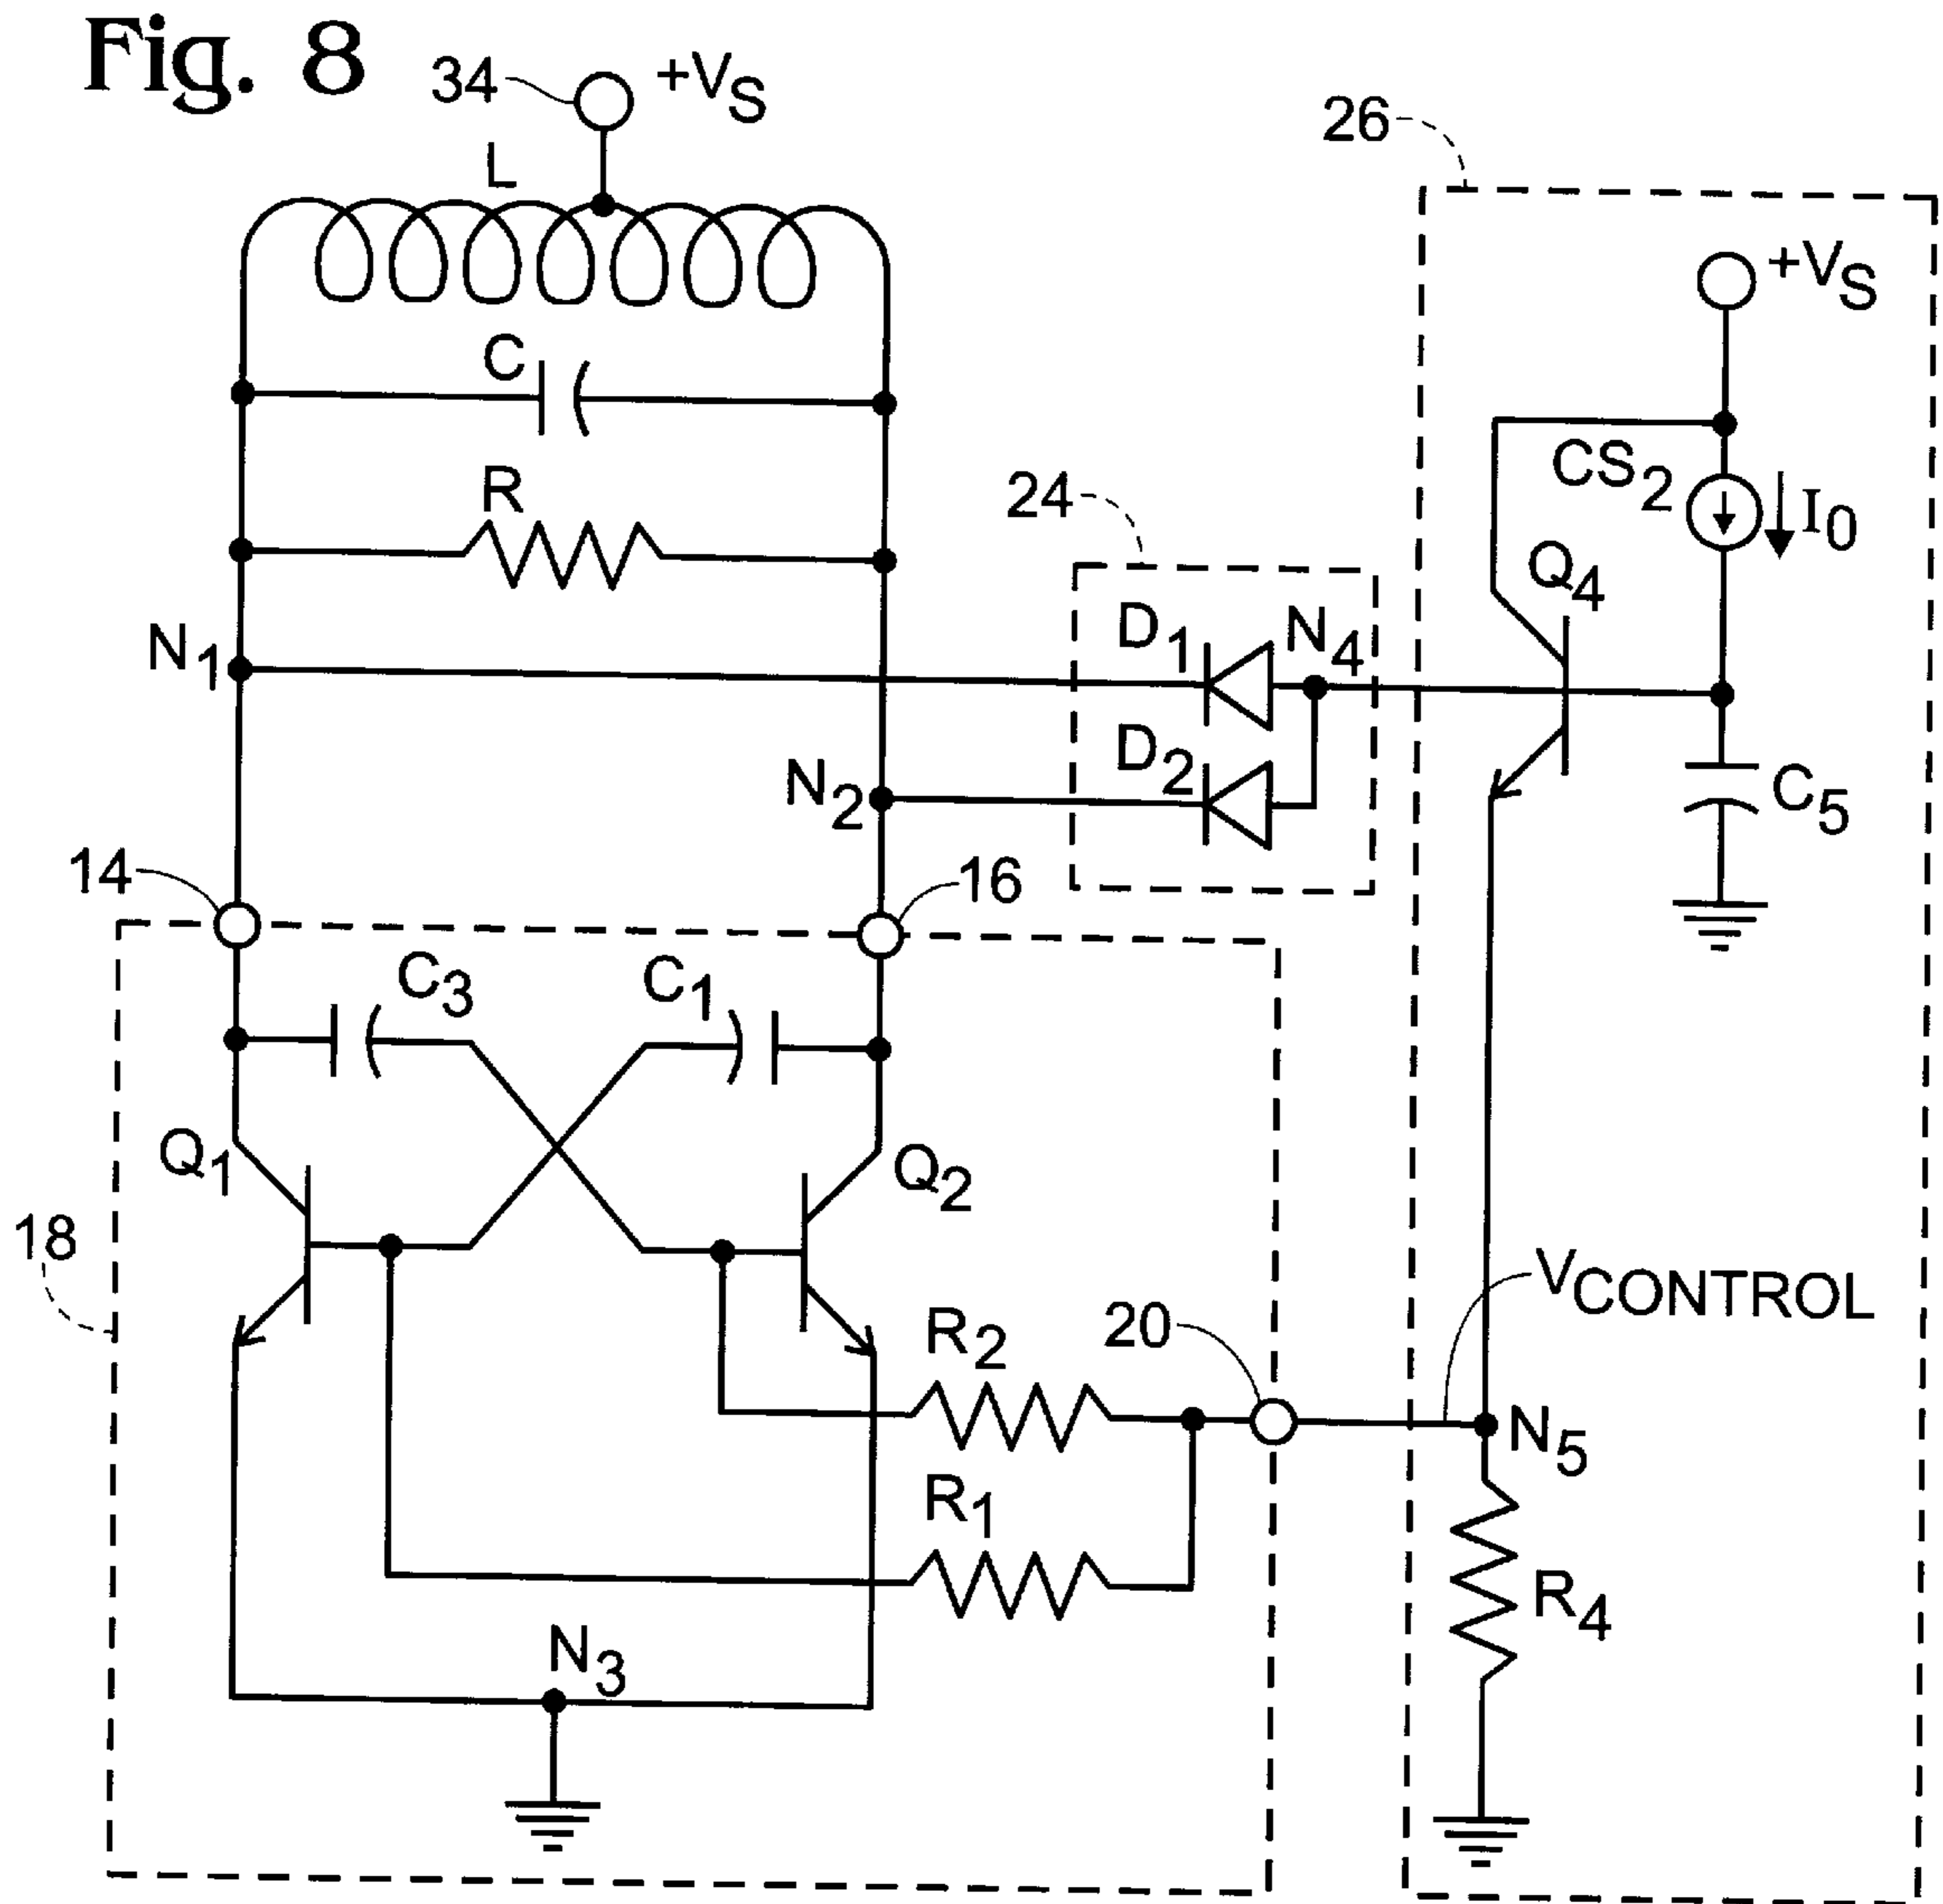 Fig. 8
34
+VS
L
26
+VS
C
CS2
I0
R
24
Q4
D1
N4
N1
D2
N2
C5
14
16
C3
C1
Q1
Q2
18
VCONTROL
R2
20
N5
R1
R4
N3